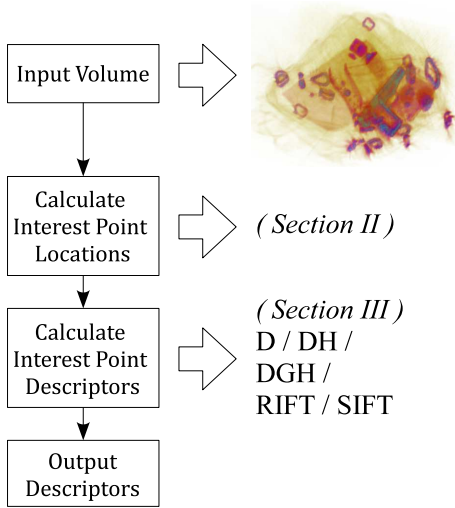 Input Volume
Calculate
Interest Point
Locations
( Section II )
Calculate
Interest Point
Descriptors
( Section III )
D / DH /
DGH /
RIFT / SIFT
Output
Descriptors